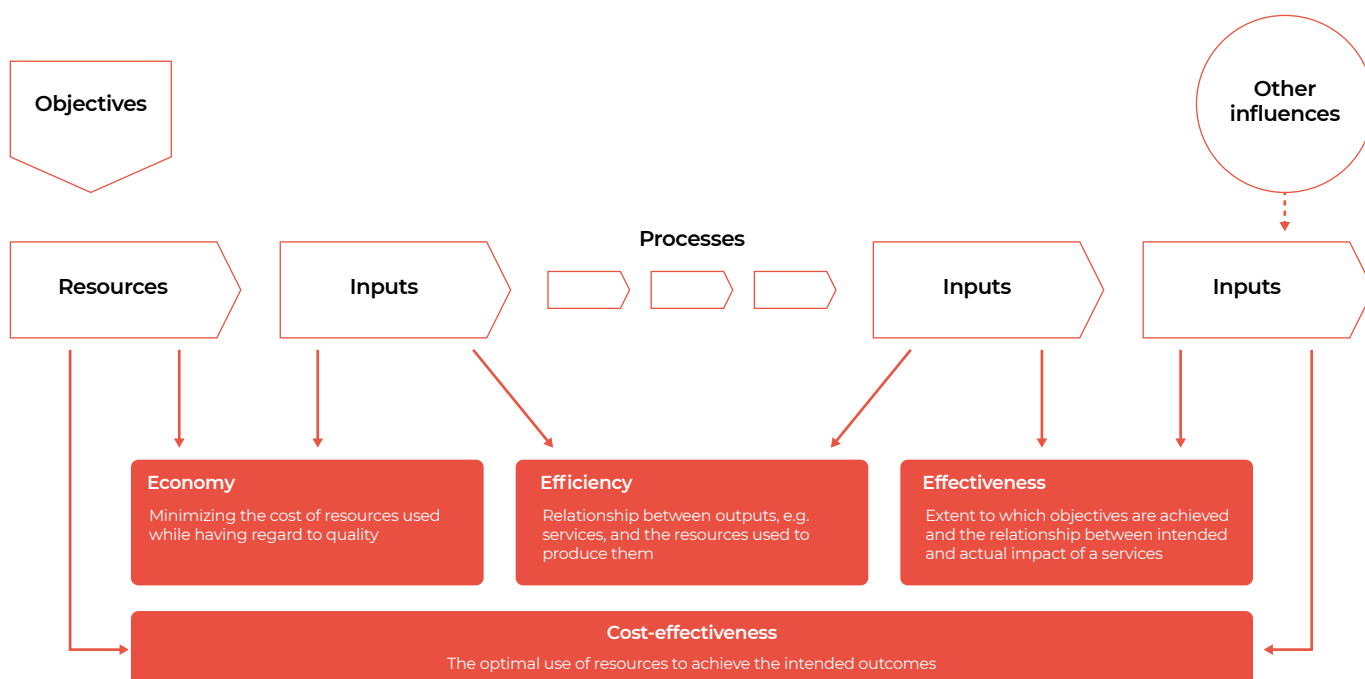 Objectives
Other
influences
Processes
Resources
Inputs
Inputs
Inputs
Economy
Minimizing the cost of resources used
while having regard to quality
Efficiency
Relationship between outputs, e.g.
services, and the resources used to
produce them
Effectiveness
Extent to which objectives are achieved
and the relationship between intended
and actual impact of a services
Cost-effectiveness
The optimal use of resources to achieve the intended outcomes